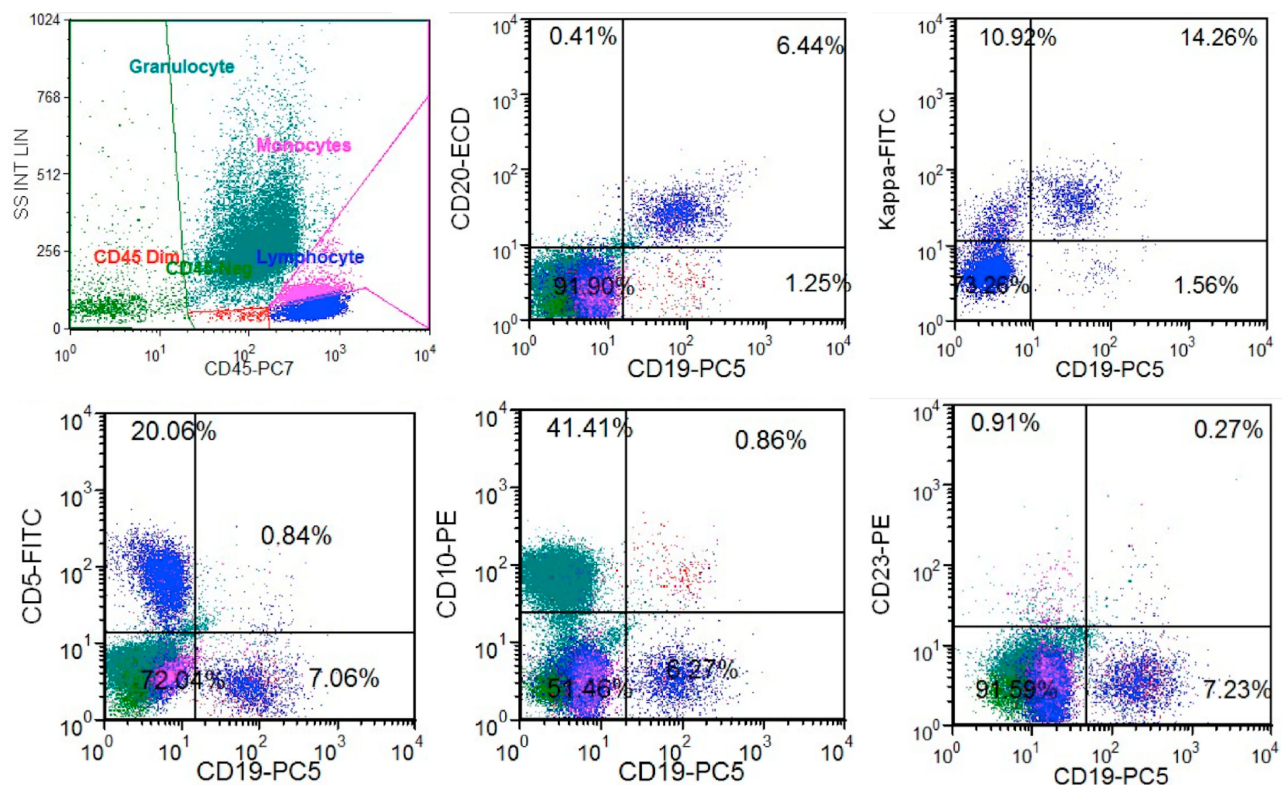 1024
768
512
256
0
SSINT LIN
Granulocyte
Monocytes
CD45 Dim
CD45 Neg
Lymphocyte
10^0 10^1 10^2 10^3 10^4
CD45-PC7
10^4
10^3
10^2
10^1
10^0
CD20-ECD
0.41%
6.44%
91.90%
1.25%
10^0 10^1 10^2 10^3 10^4
CD19-PC5
10^4
10^3
10^2
10^1
10^0
Kappa-FITC
10.92%
14.26%
73.26%
1.56%
10^0 10^1 10^2 10^3 10^4
CD19-PC5
10^4
10^3
10^2
10^1
10^0
CD5-FITC
20.06%
0.84%
72.04%
7.06%
10^0 10^1 10^2 10^3 10^4
CD19-PC5
10^4
10^3
10^2
10^1
10^0
CD10-PE
41.41%
0.86%
51.46%
6.27%
10^0 10^1 10^2 10^3 10^4
CD19-PC5
10^4
10^3
10^2
10^1
10^0
CD23-PE
0.91%
0.27%
91.59%
7.23%
10^0 10^1 10^2 10^3 10^4
CD19-PC5